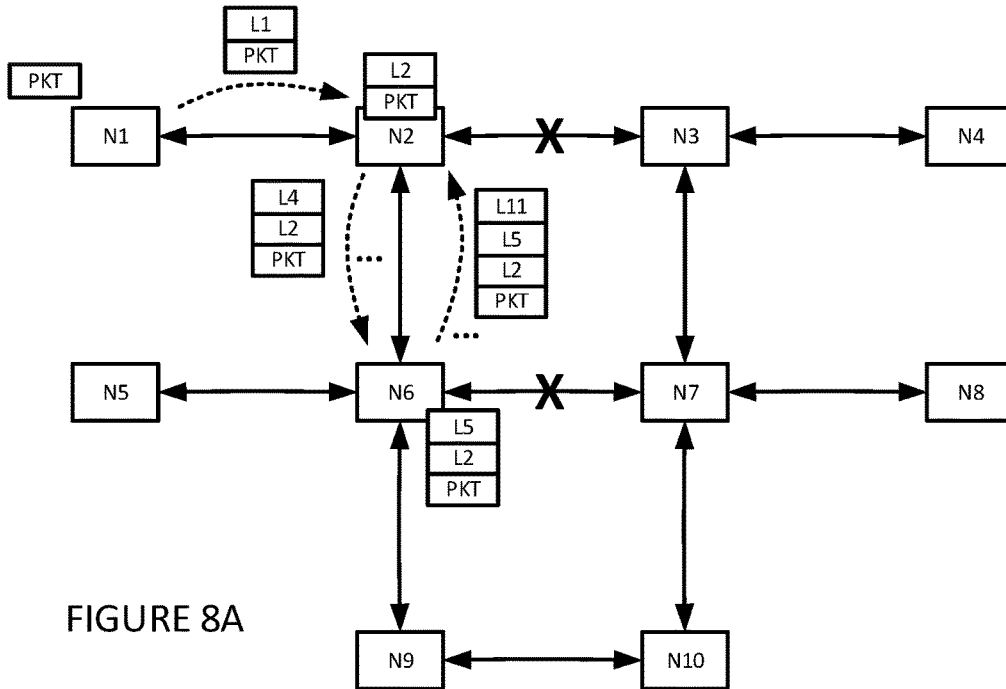 L1
PKT
PKT
L2
PKT
N1
N2
X
N3
N4
L4
L2
PKT
...
L11
L5
L2
PKT
...
N5
N6
X
N7
N8
L5
L2
PKT
FIGURE 8A
N9
N10